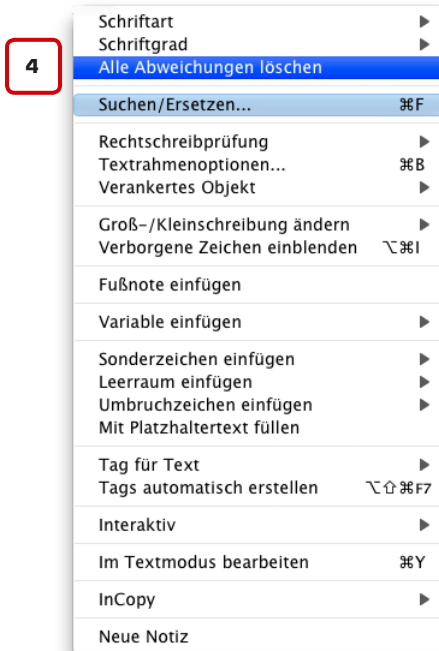 Schriftart
Schriftgrad
4
Alle Abweichungen löschen
Suchen/Ersetzen... ⌘F
Rechtschreibprüfung
Textrahmenoptionen... ⌘B
Verankertes Objekt
Groß-/Kleinschreibung ändern
Verborgene Zeichen einblenden ⌥⌘I
Fußnote einfügen
Variable einfügen
Sonderzeichen einfügen
Leerraum einfügen
Umbruchzeichen einfügen
Mit Platzhaltertext füllen
Tag für Text
Tags automatisch erstellen ⌥⇧⌘F7
Interaktiv
Im Textmodus bearbeiten ⌘Y
InCopy
Neue Notiz